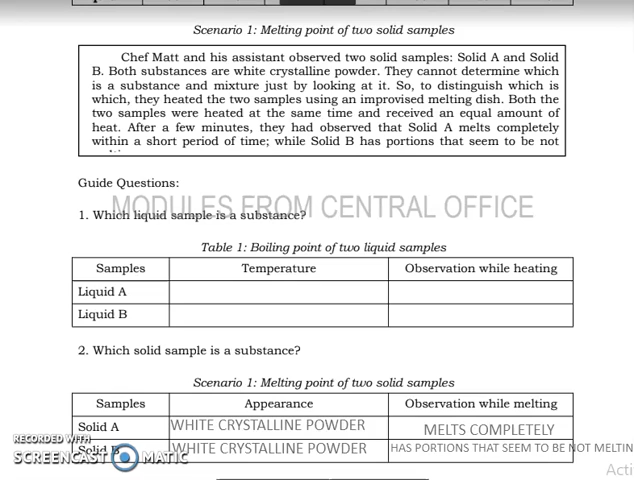 Scenario 1: Melting point of two solid samples
Chef Matt and his assistant observed two solid samples: Solid A and Solid
B. Both substances are white crystalline powder. They cannot determine which
is a substance and mixture just by looking at it. So, to distinguish which is
which, they heated the two samples using an improvised melting dish. Both the
two samples were heated at the same time and received an equal amount of
heat. After a few minutes, they had observed that Solid A melts completely
within a short period of time; while Solid B has portions that seem to be not
Guide Questions:
MODULES FROM CENTRAL OFFICE
1. Which liquid sample is a substance?
Table 1: Boiling point of two liquid samples
Samples Temperature Observation while heating
Liquid A
Liquid B
2. Which solid sample is a substance?
Scenario 1: Melting point of two solid samples
Samples Appearance Observation while melting
Solid A WHITE CRYSTALLINE POWDER MELTS COMPLETELY
RECORDED WITH
Solid B WHITE CRYSTALLINE POWDER HAS PORTIONS THAT SEEM TO BE NOT MELTIN
SCREENCAST MATIC
Acti